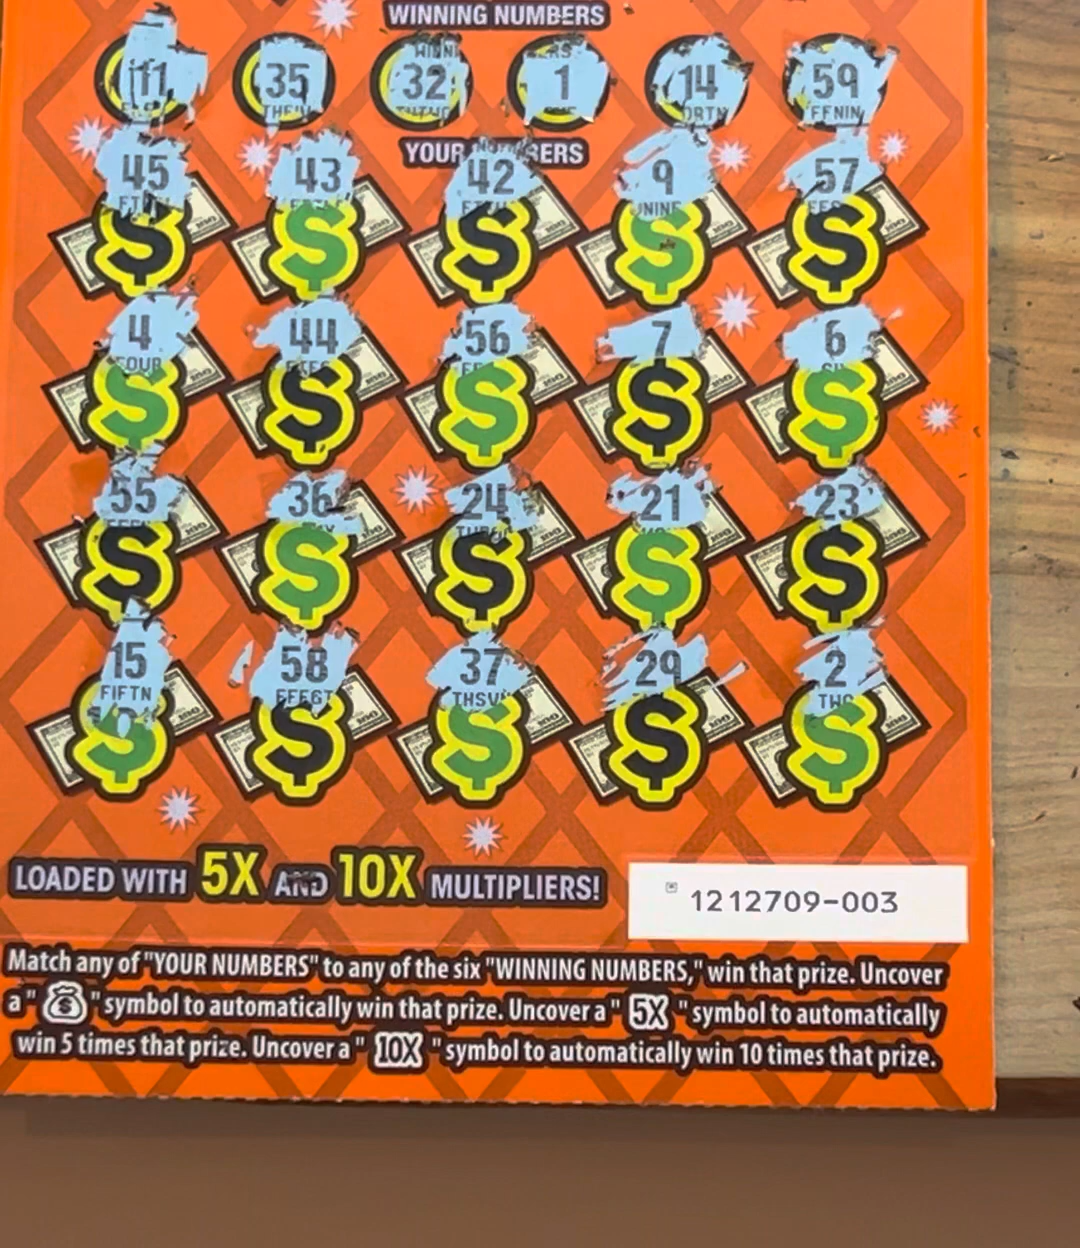 WINNING NUMBERS
11 35 32 1 14 59
YOUR
45 43 42 9 57
NINE
4 44 56 7 6
FOUR
55 36 24 21 23
15 58 37 29 2
FIFTN
LOADED WITH 5X AND 10X MULTIPLIERS!
1212709-003
Match any of "YOUR NUMBERS" to any of the six "WINNING NUMBERS," win that prize. Uncover
a " " symbol to automatically win that prize. Uncover a " 5X " symbol to automatically
win 5 times that prize. Uncover a " 10X " symbol to automatically win 10 times that prize.